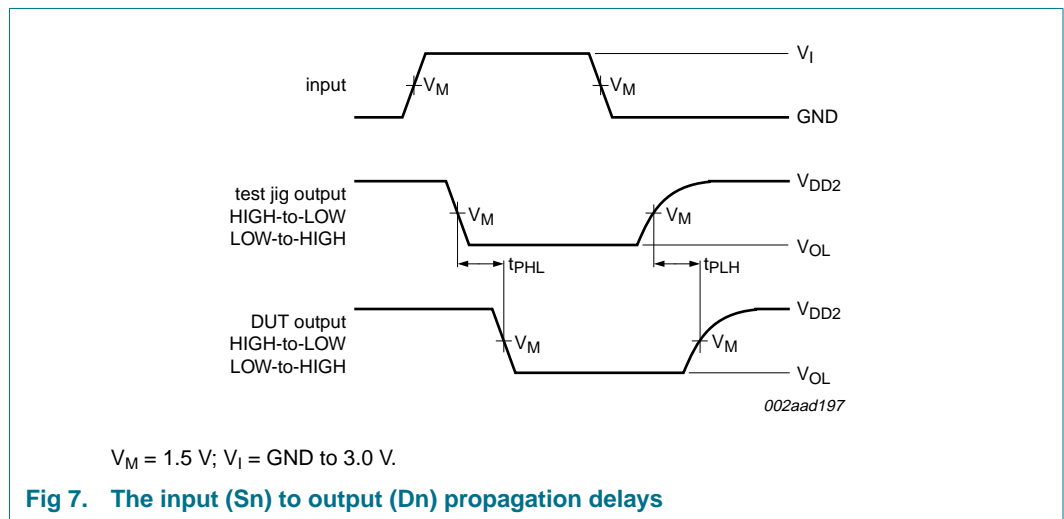 input
V_M
V_M
V_I
GND
test jig output
HIGH-to-LOW
LOW-to-HIGH
V_M
V_M
V_DD2
V_OL
t_PHL
t_PLH
DUT output
HIGH-to-LOW
LOW-to-HIGH
V_M
V_M
V_DD2
V_OL
002aad197
V_M = 1.5 V; V_I = GND to 3.0 V.
Fig 7. The input (Sn) to output (Dn) propagation delays